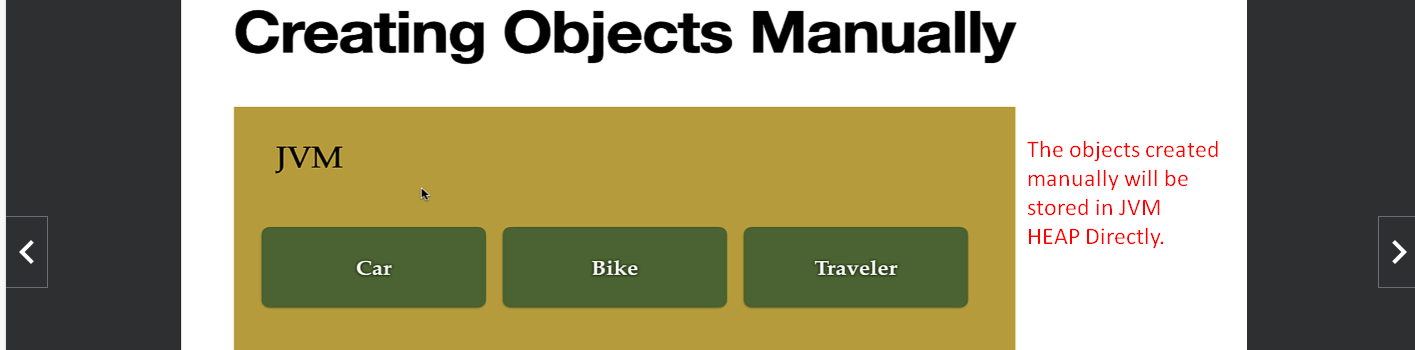 Creating Objects Manually
JVM
The objects created
manually will be
stored in JVM
HEAP Directly.
Car
Bike
Traveler